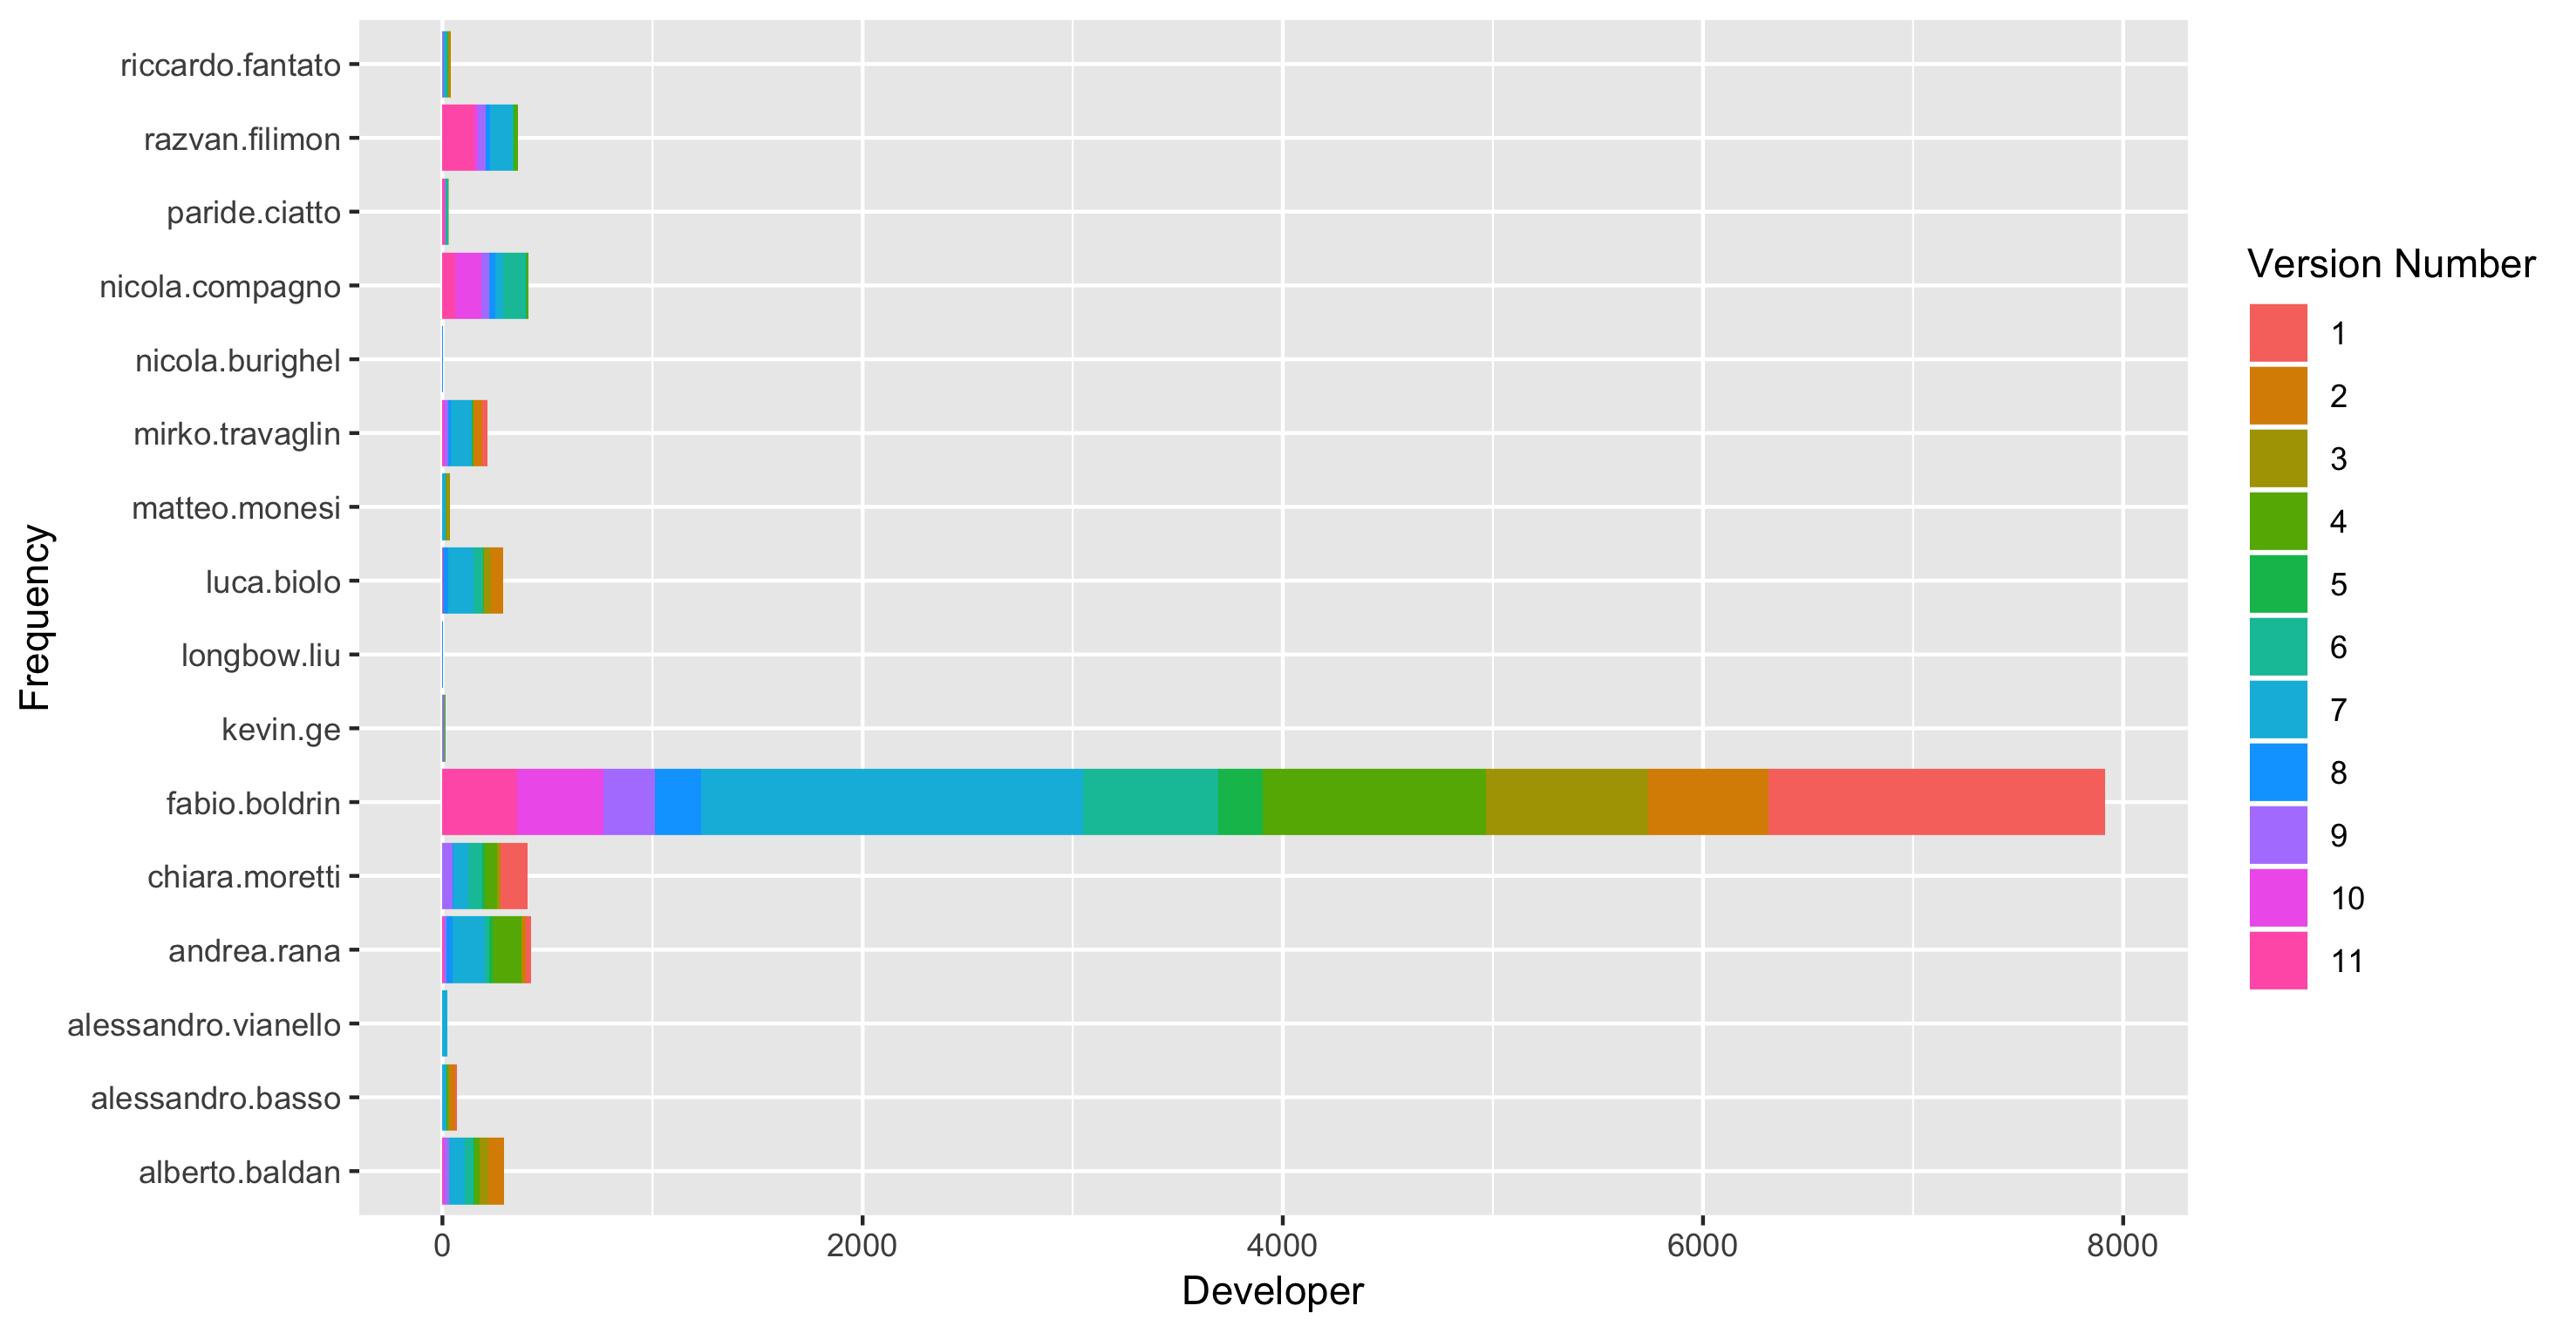 riccardo.fantato
razvan.filimon
paride.ciatto
nicola.compagno
nicola.burighel
mirko.travaglin
matteo.monesi
luca.biolo
longbow.liu
kevin.ge
fabio.boldrin
chiara.moretti
andrea.rana
alessandro.vianello
alessandro.basso
alberto.baldan
Frequency
0 2000 4000 6000 8000
Developer
Version Number
1
2
3
4
5
6
7
8
9
10
11